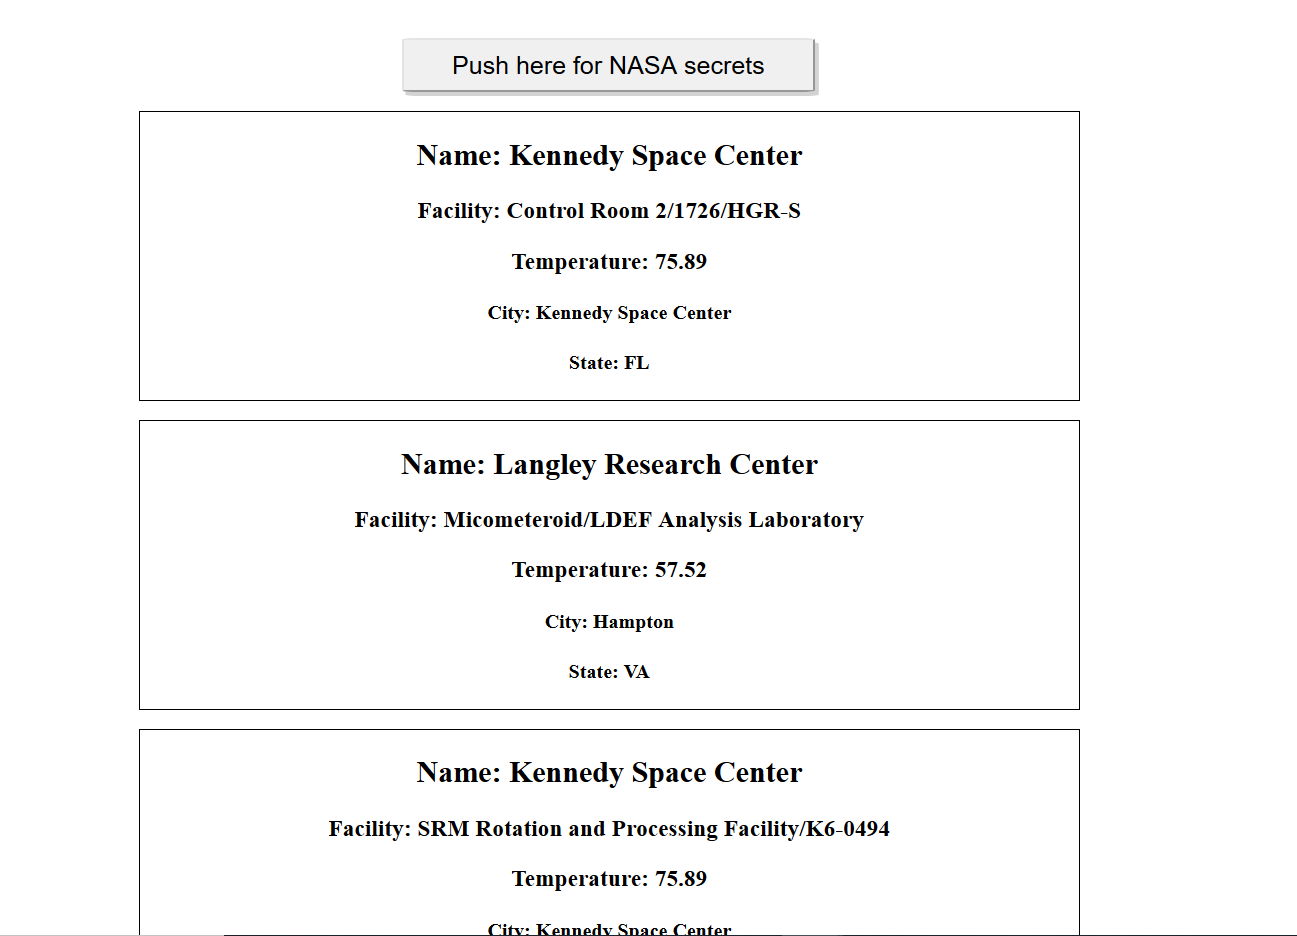 Push here for NASA secrets
Name: Kennedy Space Center
Facility: Control Room 2/1726/HGR-S
Temperature: 75.89
City: Kennedy Space Center
State: FL
Name: Langley Research Center
Facility: Micometeroid/LDEF Analysis Laboratory
Temperature: 57.52
City: Hampton
State: VA
Name: Kennedy Space Center
Facility: SRM Rotation and Processing Facility/K6-0494
Temperature: 75.89
City: Kennedy Space Center